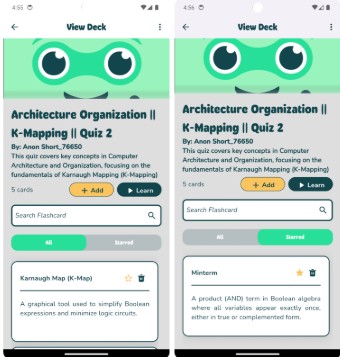 4:55
View Deck
Architecture Organization ||
K-Mapping || Quiz 2
By: Anon Short_76650
This quiz covers key concepts in Computer
Architecture and Organization, focusing on the
fundamentals of Karnaugh Mapping (K-Mapping)
5 cards
+ Add
Learn
Search Flashcard
All
Starred
Karnaugh Map (K-Map)
A graphical tool used to simplify Boolean
expressions and minimize logic circuits.
4:56
View Deck
Architecture Organization ||
K-Mapping || Quiz 2
By: Anon Short_76650
This quiz covers key concepts in Computer
Architecture and Organization, focusing on the
fundamentals of Karnaugh Mapping (K-Mapping)
5 cards
+ Add
Learn
Search Flashcard
All
Starred
Minterm
A product (AND) term in Boolean algebra
where all variables appear exactly once,
either in true or complemented form.